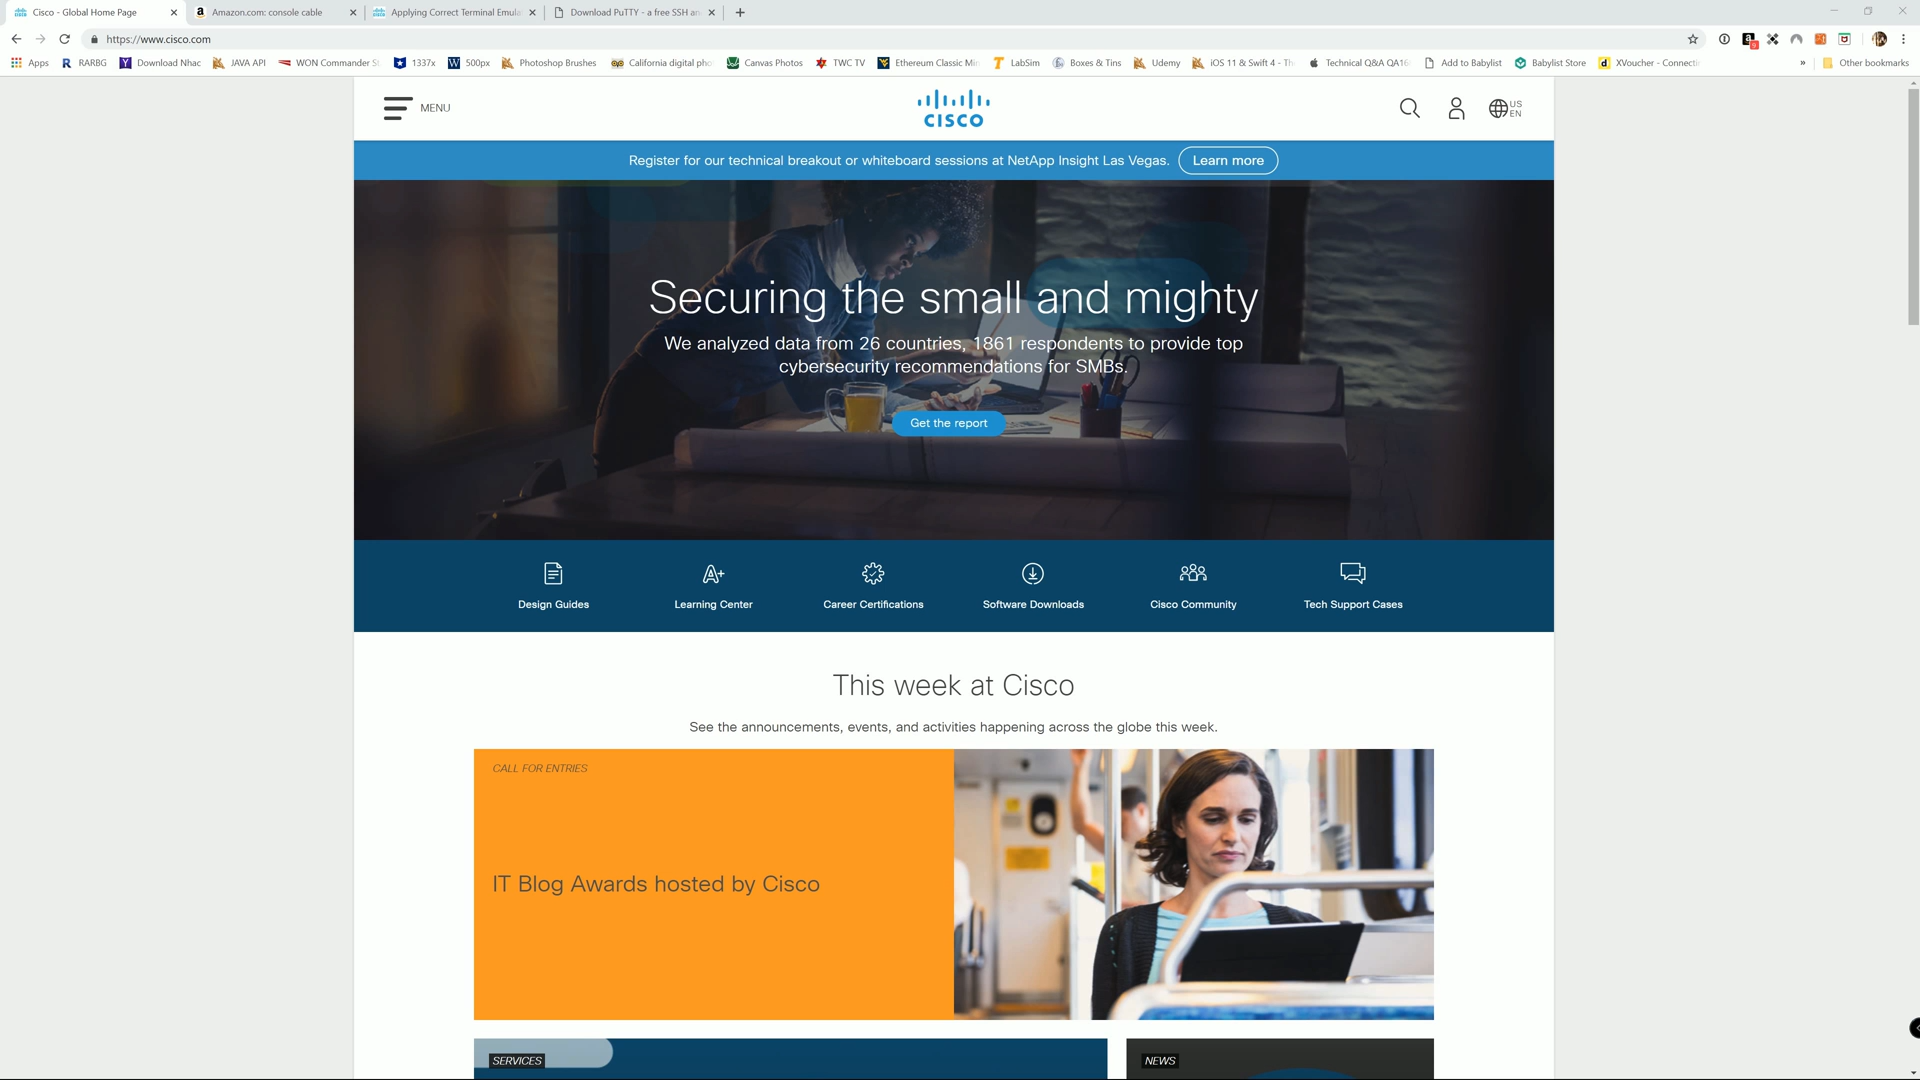 Cisco - Global Home Page
Amazon.com: console cable
Applying Correct Terminal Emula
Download PuTTY - a free SSH an
https://www.cisco.com
9
Apps
RARBG
Download Nhac
JAVA API
WON Commander S
1337x
500px
Photoshop Brushes
California digital pho
Canvas Photos
TWC TV
Ethereum Classic Min
LabSim
Boxes & Tins
Udemy
iOS 11 & Swift 4 - Th
Technical Q&A QA16
Add to Babylist
Babylist Store
XVoucher - Connectin
»
Other bookmarks
MENU
CISCO
US
EN
Register for our technical breakout or whiteboard sessions at NetApp Insight Las Vegas.
Learn more
Securing the small and mighty
We analyzed data from 26 countries, 1861 respondents to provide top
cybersecurity recommendations for SMBs.
Get the report
Design Guides
Learning Center
Career Certifications
Software Downloads
Cisco Community
Tech Support Cases
This week at Cisco
See the announcements, events, and activities happening across the globe this week.
CALL FOR ENTRIES
IT Blog Awards hosted by Cisco
SERVICES
NEWS